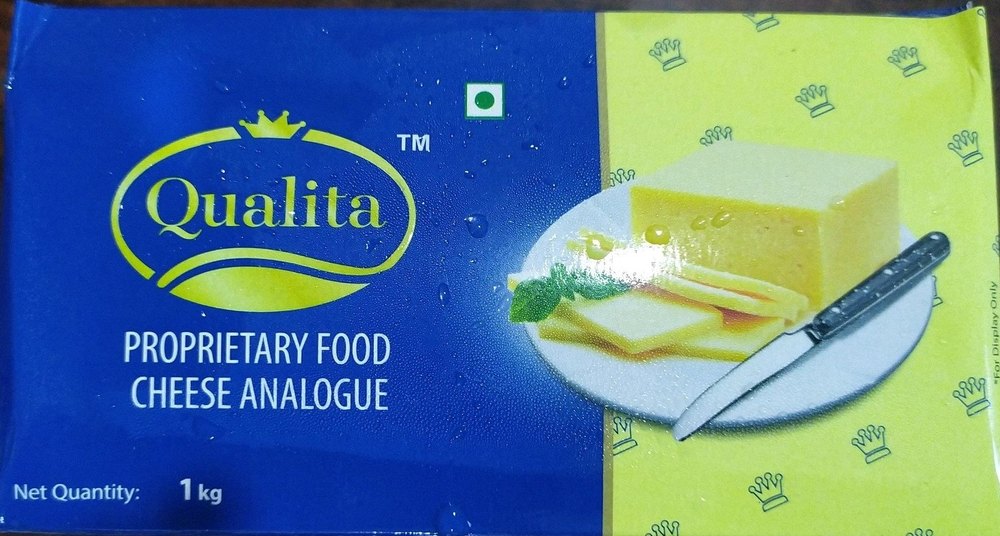 Qualita
TM
PROPRIETARY FOOD
CHEESE ANALOGUE
Net Quantity: 1 kg
*For Display Only